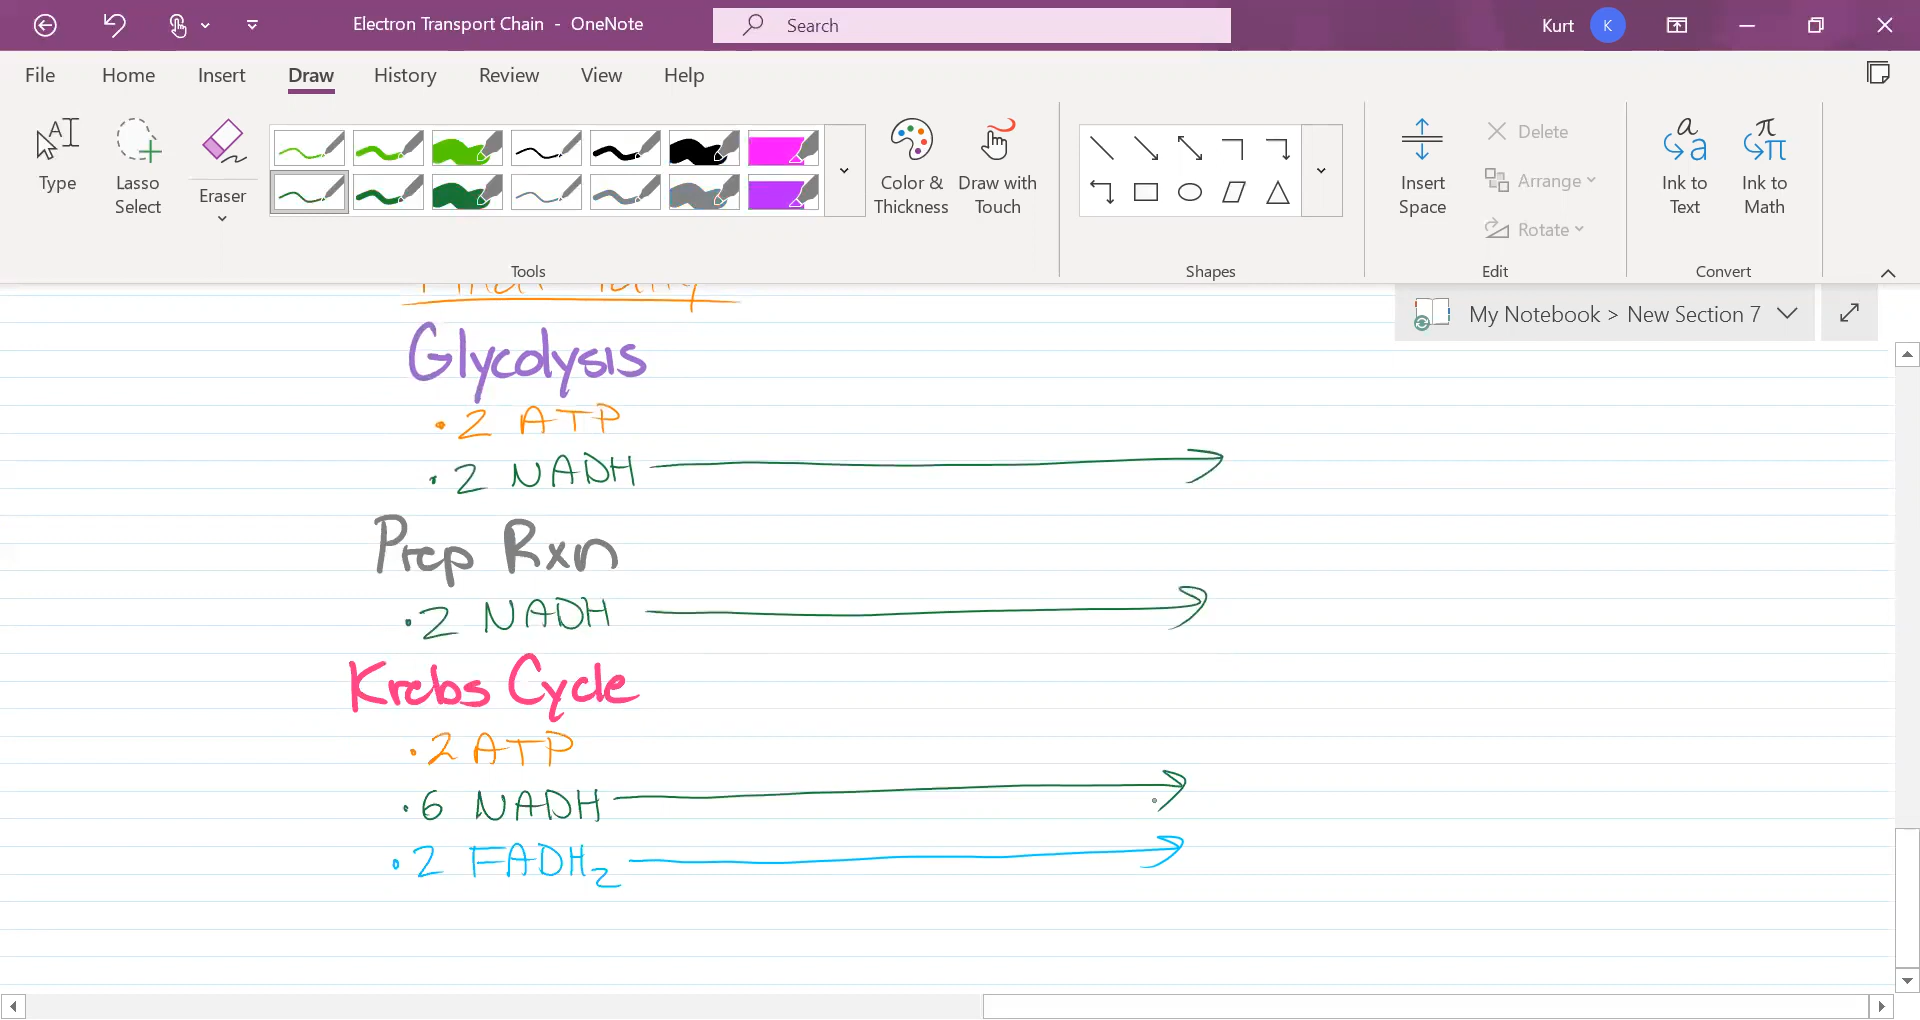 Electron Transport Chain - OneNote
Search
Kurt
K
File Home Insert Draw History Review View Help
Type
Lasso Select
Eraser
Color & Thickness
Draw with Touch
Insert Space
Delete
Arrange
Rotate
Ink to Text
Ink to Math
Tools
Shapes
Edit
Convert
My Notebook > New Section 7
Glycolysis
· 2 ATP
· 2 NADH
Prep Rxn
· 2 NADH
Krebs Cycle
· 2 ATP
· 6 NADH
· 2 FADH₂